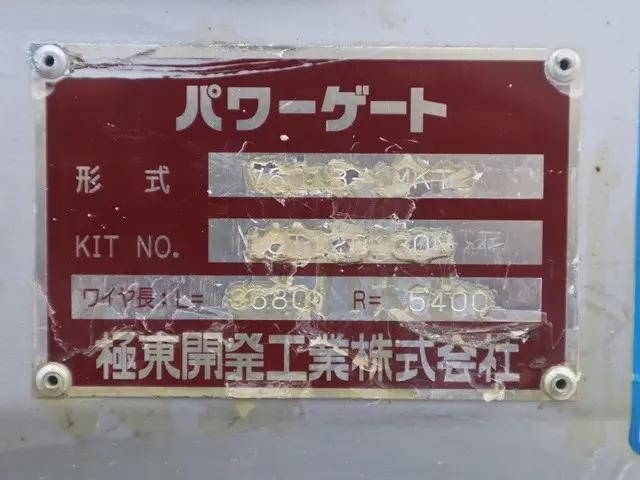 パワーゲート
形式
KIT NO.
ワイヤ長:L= R= 5400
極東開発工業株式会社